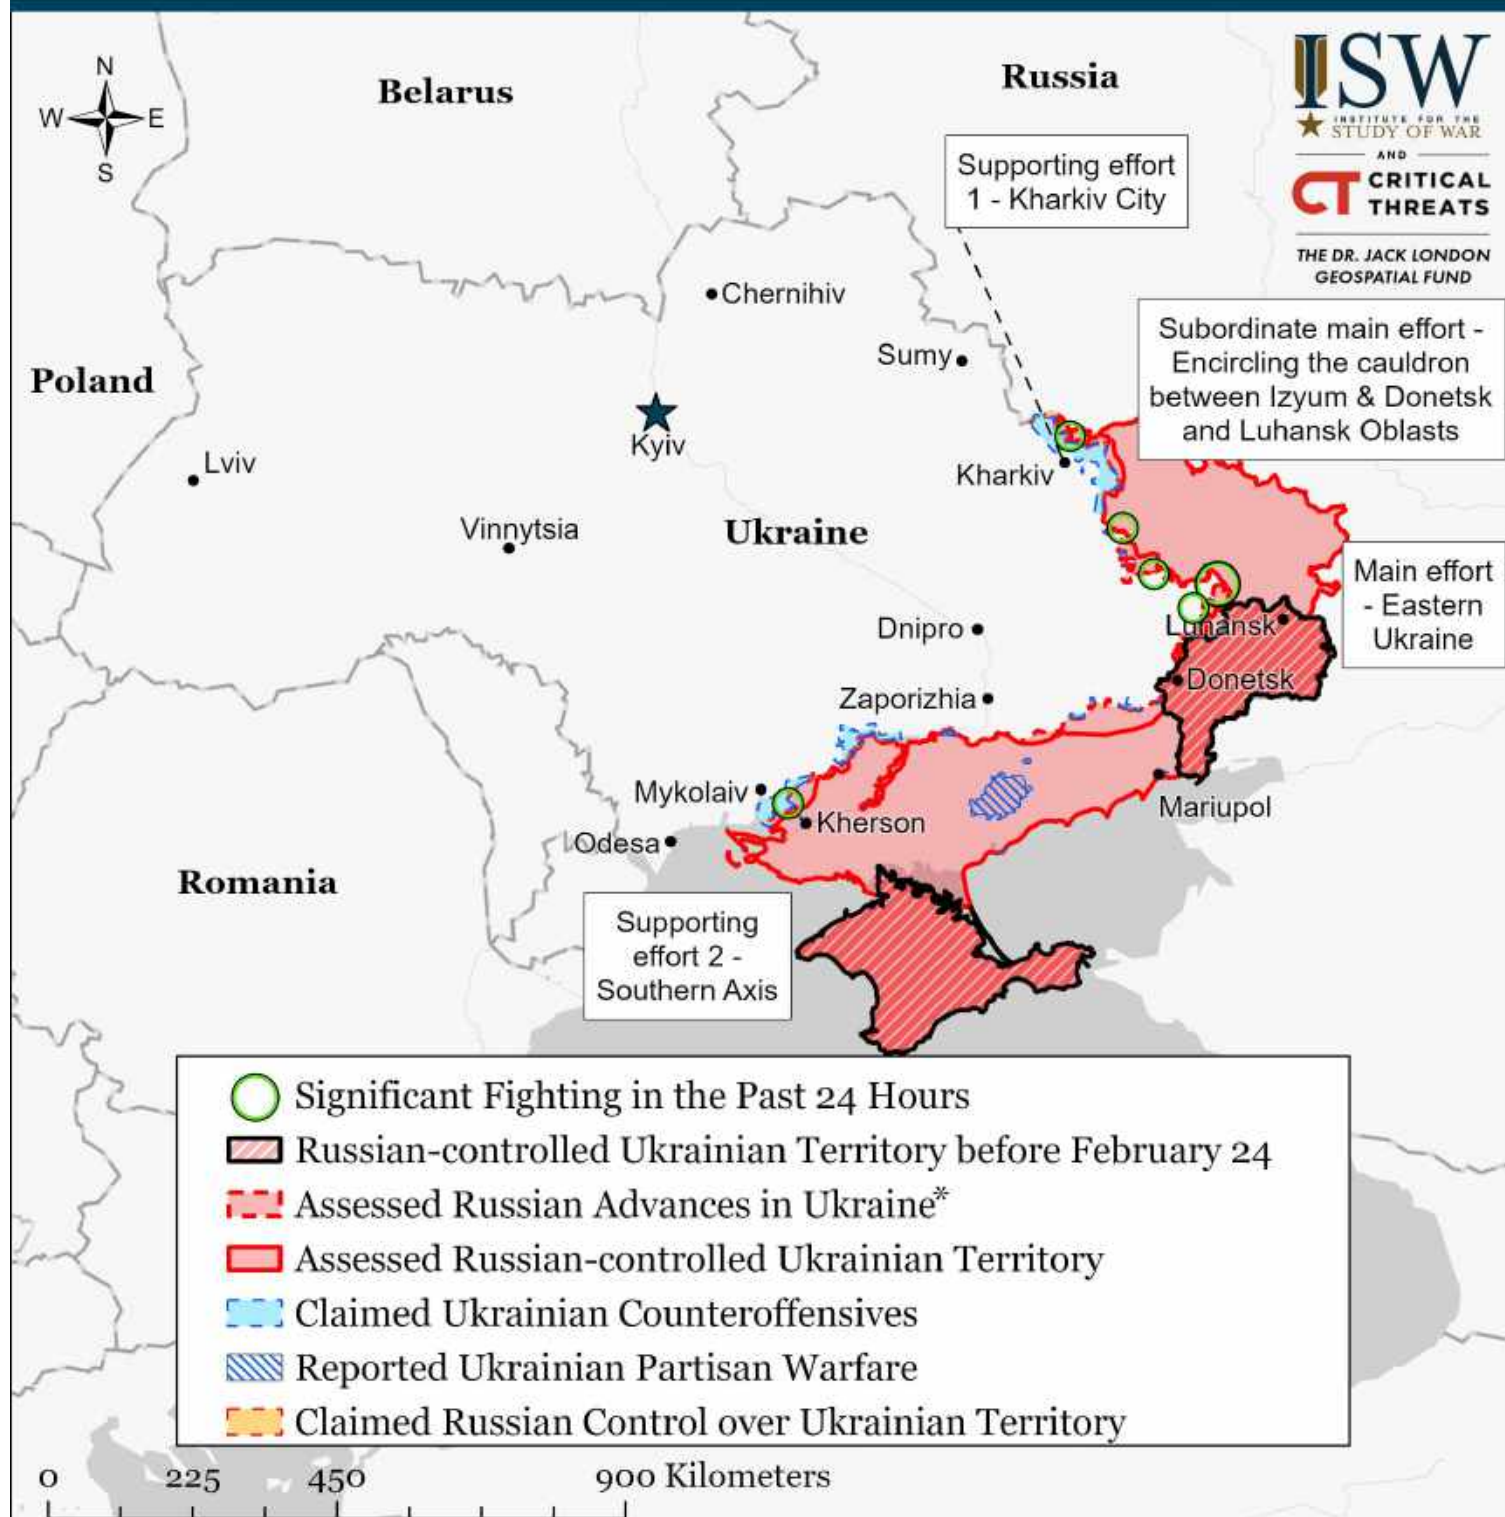 N
W
E
S
Belarus
Russia
ISW
INSTITUTE FOR THE
STUDY OF WAR
AND
CT
CRITICAL
THREATS
THE DR. JACK LONDON
GEOSPATIAL FUND
Supporting effort
1 - Kharkiv City
Chernihiv
Subordinate main effort -
Encircling the cauldron
between Izyum & Donetsk
and Luhansk Oblasts
Sumy
Poland
Kyiv
Lviv
Kharkiv
Vinnytsia
Ukraine
Main effort
- Eastern
Ukraine
Dnipro
Luhansk
Donetsk
Zaporizhia
Mykolaiv
Mariupol
Kherson
Odesa
Romania
Supporting
effort 2 -
Southern Axis
Significant Fighting in the Past 24 Hours
Russian-controlled Ukrainian Territory before February 24
Assessed Russian Advances in Ukraine*
Assessed Russian-controlled Ukrainian Territory
Claimed Ukrainian Counteroffensives
Reported Ukrainian Partisan Warfare
Claimed Russian Control over Ukrainian Territory
0 225 450 900 Kilometers